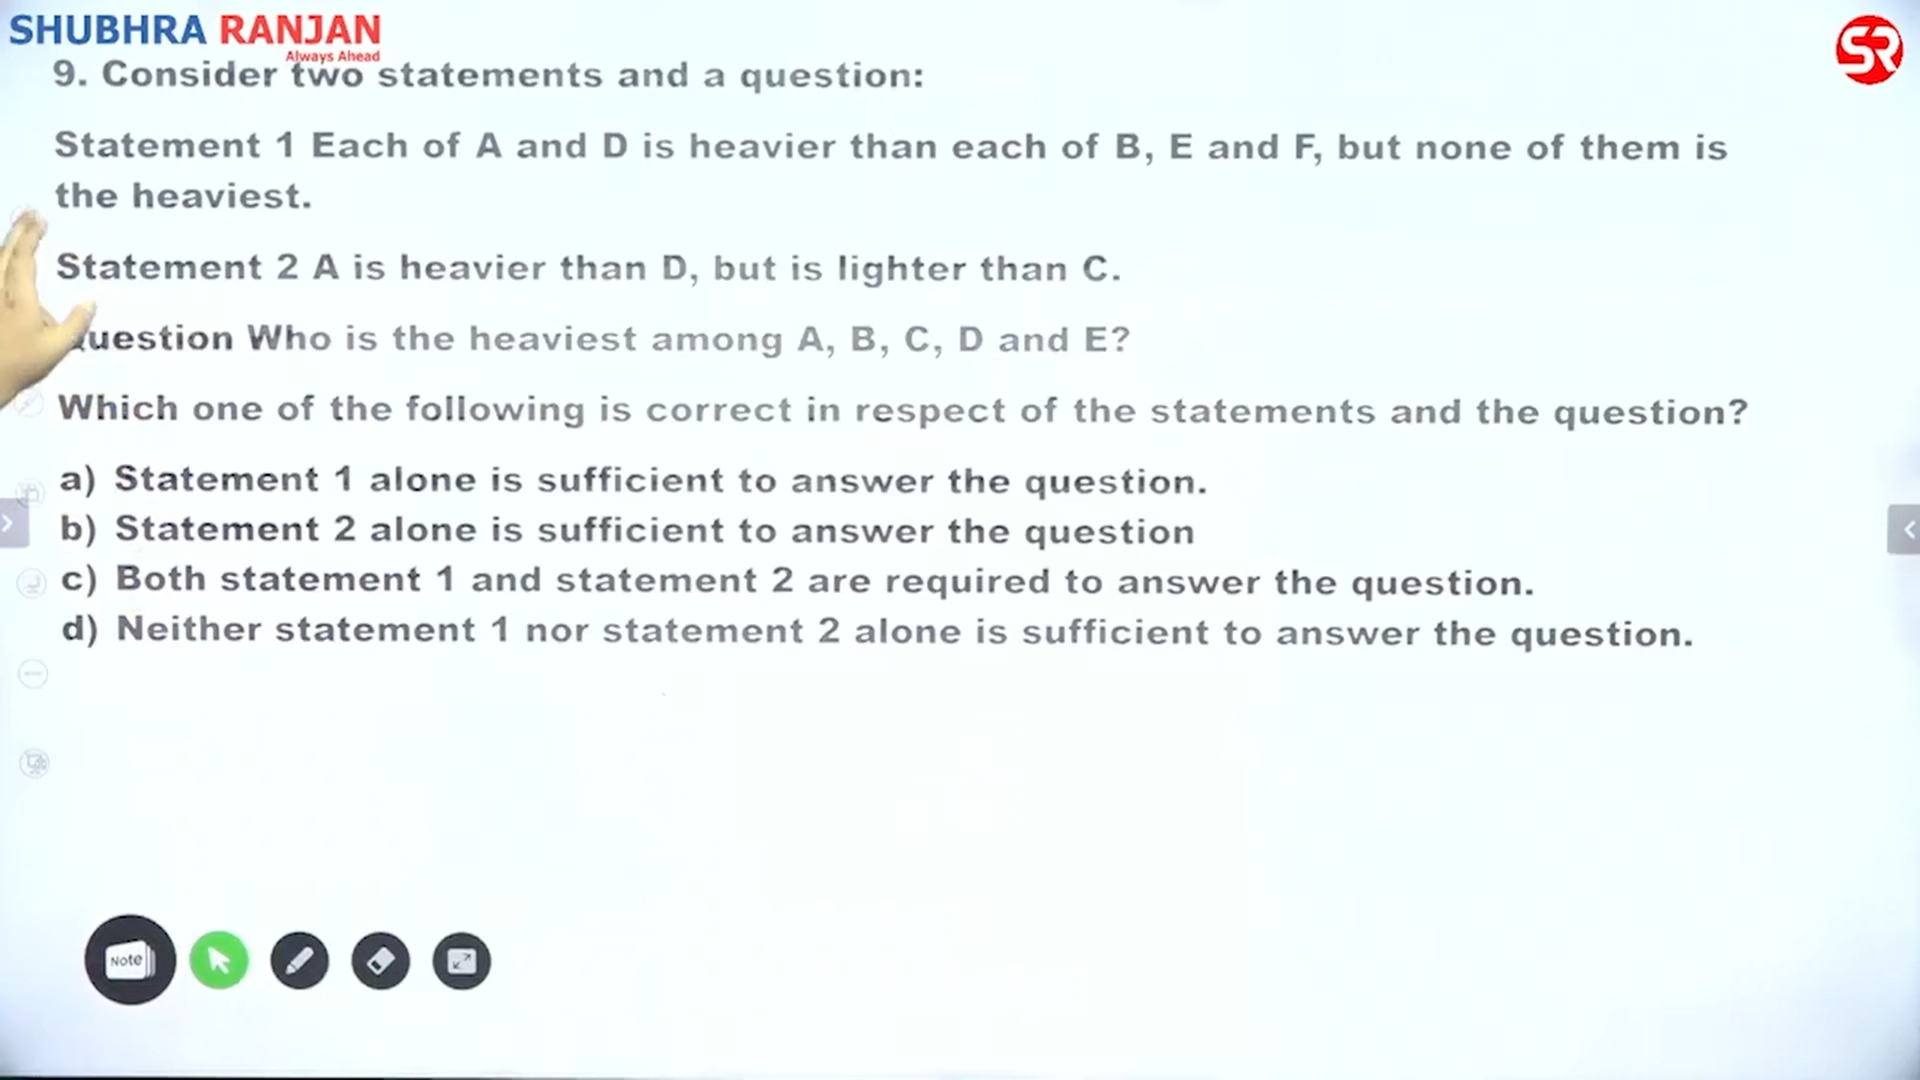 SHUBHRA RANJAN
Always Ahead
SR
9. Consider two statements and a question:
Statement 1 Each of A and D is heavier than each of B, E and F, but none of them is
the heaviest.
Statement 2 A is heavier than D, but is lighter than C.
uestion Who is the heaviest among A, B, C, D and E?
Which one of the following is correct in respect of the statements and the question?
a) Statement 1 alone is sufficient to answer the question.
b) Statement 2 alone is sufficient to answer the question
c) Both statement 1 and statement 2 are required to answer the question.
d) Neither statement 1 nor statement 2 alone is sufficient to answer the question.
Note